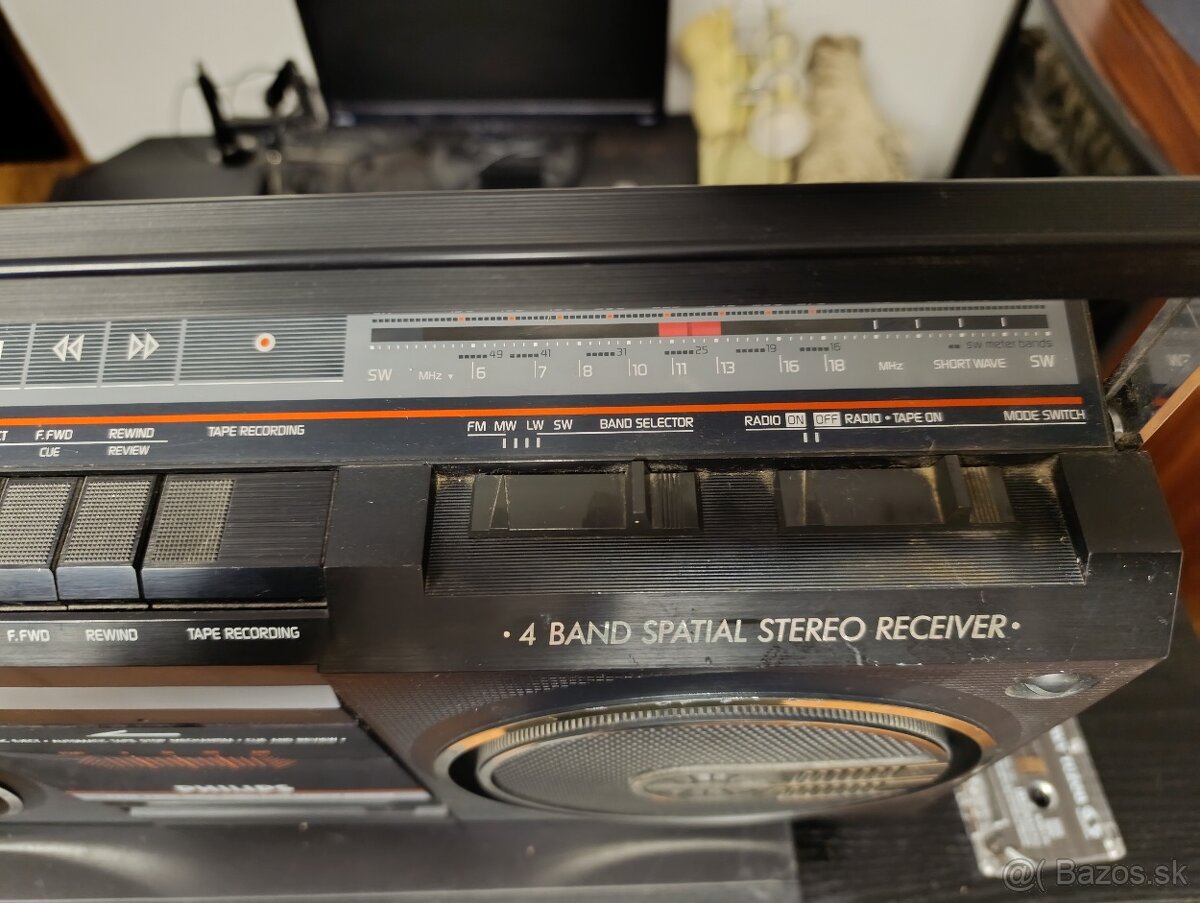 49 41 31 25 19 16 sw meter bands
SW MHz 6 7 8 10 11 13 16 18 MHz SHORT WAVE SW
F.FWD REWIND TAPE RECORDING FM MW LW SW BAND SELECTOR RADIO ON OFF RADIO • TAPE ON MODE SWITCH
CUE REVIEW
• 4 BAND SPATIAL STEREO RECEIVER •
F.FWD REWIND TAPE RECORDING
PHILIPS
@( Bazos.sk